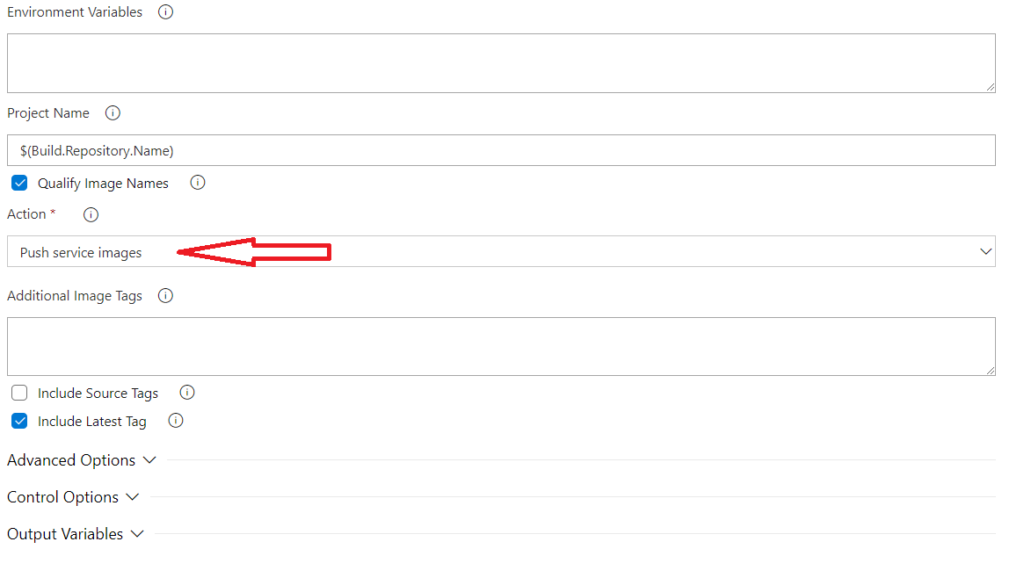 Environment Variables
Project Name
$(Build.Repository.Name)
Qualify Image Names
Action *
Push service images
Additional Image Tags
Include Source Tags
Include Latest Tag
Advanced Options
Control Options
Output Variables